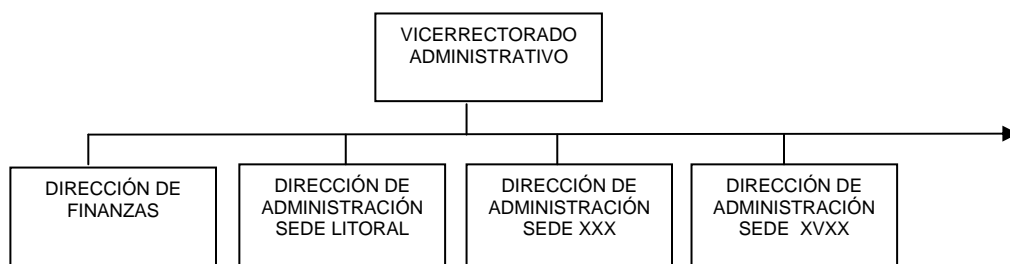 VICERRECTORADO
ADMINISTRATIVO
DIRECCIÓN DE
FINANZAS
DIRECCIÓN DE
ADMINISTRACIÓN
SEDE LITORAL
DIRECCIÓN DE
ADMINISTRACIÓN
SEDE XXX
DIRECCIÓN DE
ADMINISTRACIÓN
SEDE XVXX